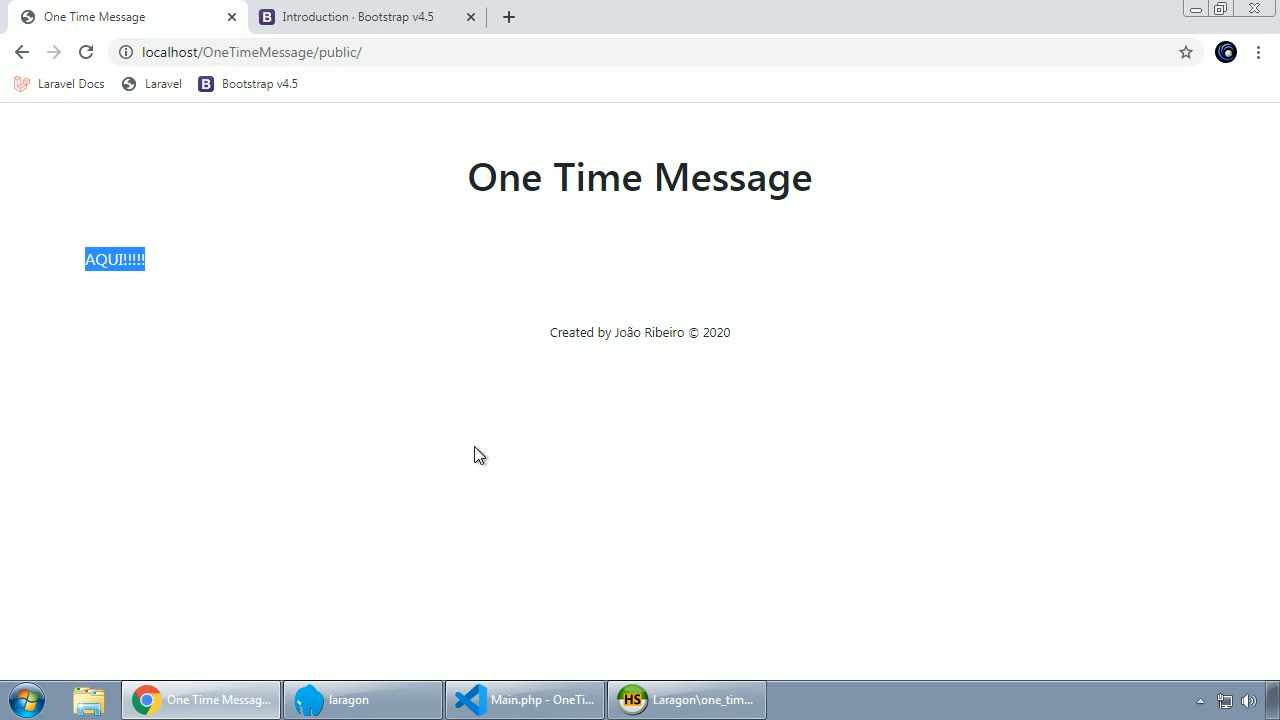 One Time Message
Introduction · Bootstrap v4.5
localhost/OneTimeMessage/public/
Laravel Docs
Laravel
B Bootstrap v4.5
One Time Message
AQUI!!!!!
Created by João Ribeiro © 2020
One Time Messag...
laragon
Main.php - OneTi...
HS Laragon\one_tim...